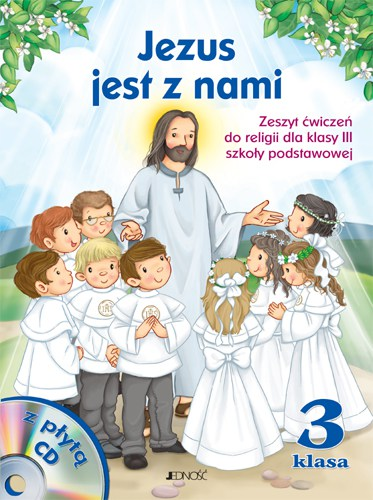 Jezus
jest z nami
Zeszyt ćwiczeń
do religii dla klasy III
szkoły podstawowej
z płytą
CD
JEDNOŚĆ
3
klasa